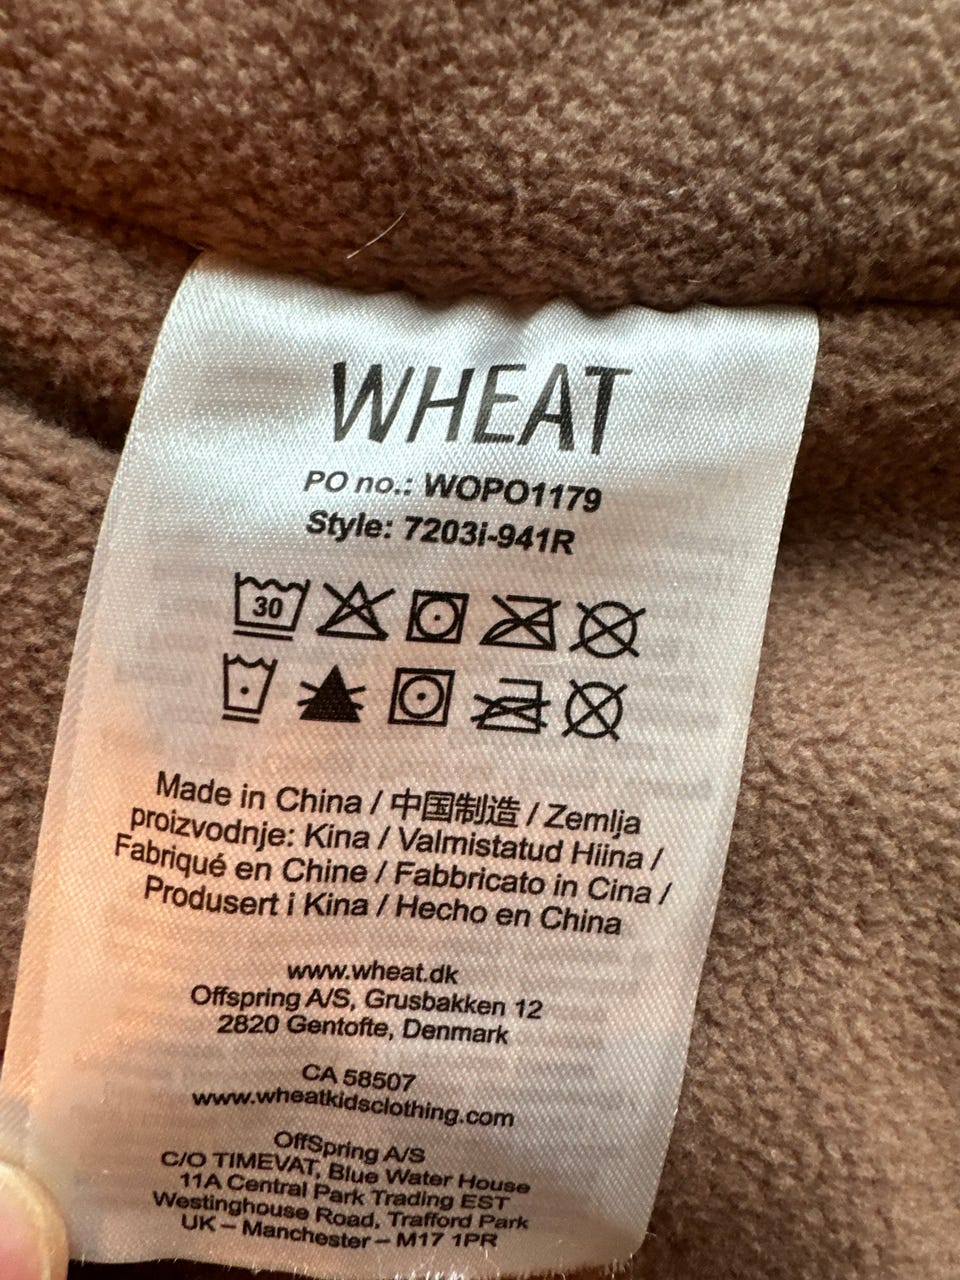 WHEAT
PO no.: WOPO1179
Style: 7203i-941R
30
Made in China / 中国制造 / Zemlja
proizvodnje: Kina / Valmistatud Hiina /
Fabriqué en Chine / Fabbricato in Cina /
Produsert i Kina / Hecho en China
www.wheat.dk
Offspring A/S, Grusbakken 12
2820 Gentofte, Denmark
CA 58507
www.wheatkidsclothing.com
OffSpring A/S
C/O TIMEVAT, Blue Water House
11A Central Park Trading EST
Westinghouse Road, Trafford Park
UK – Manchester – M17 1PR